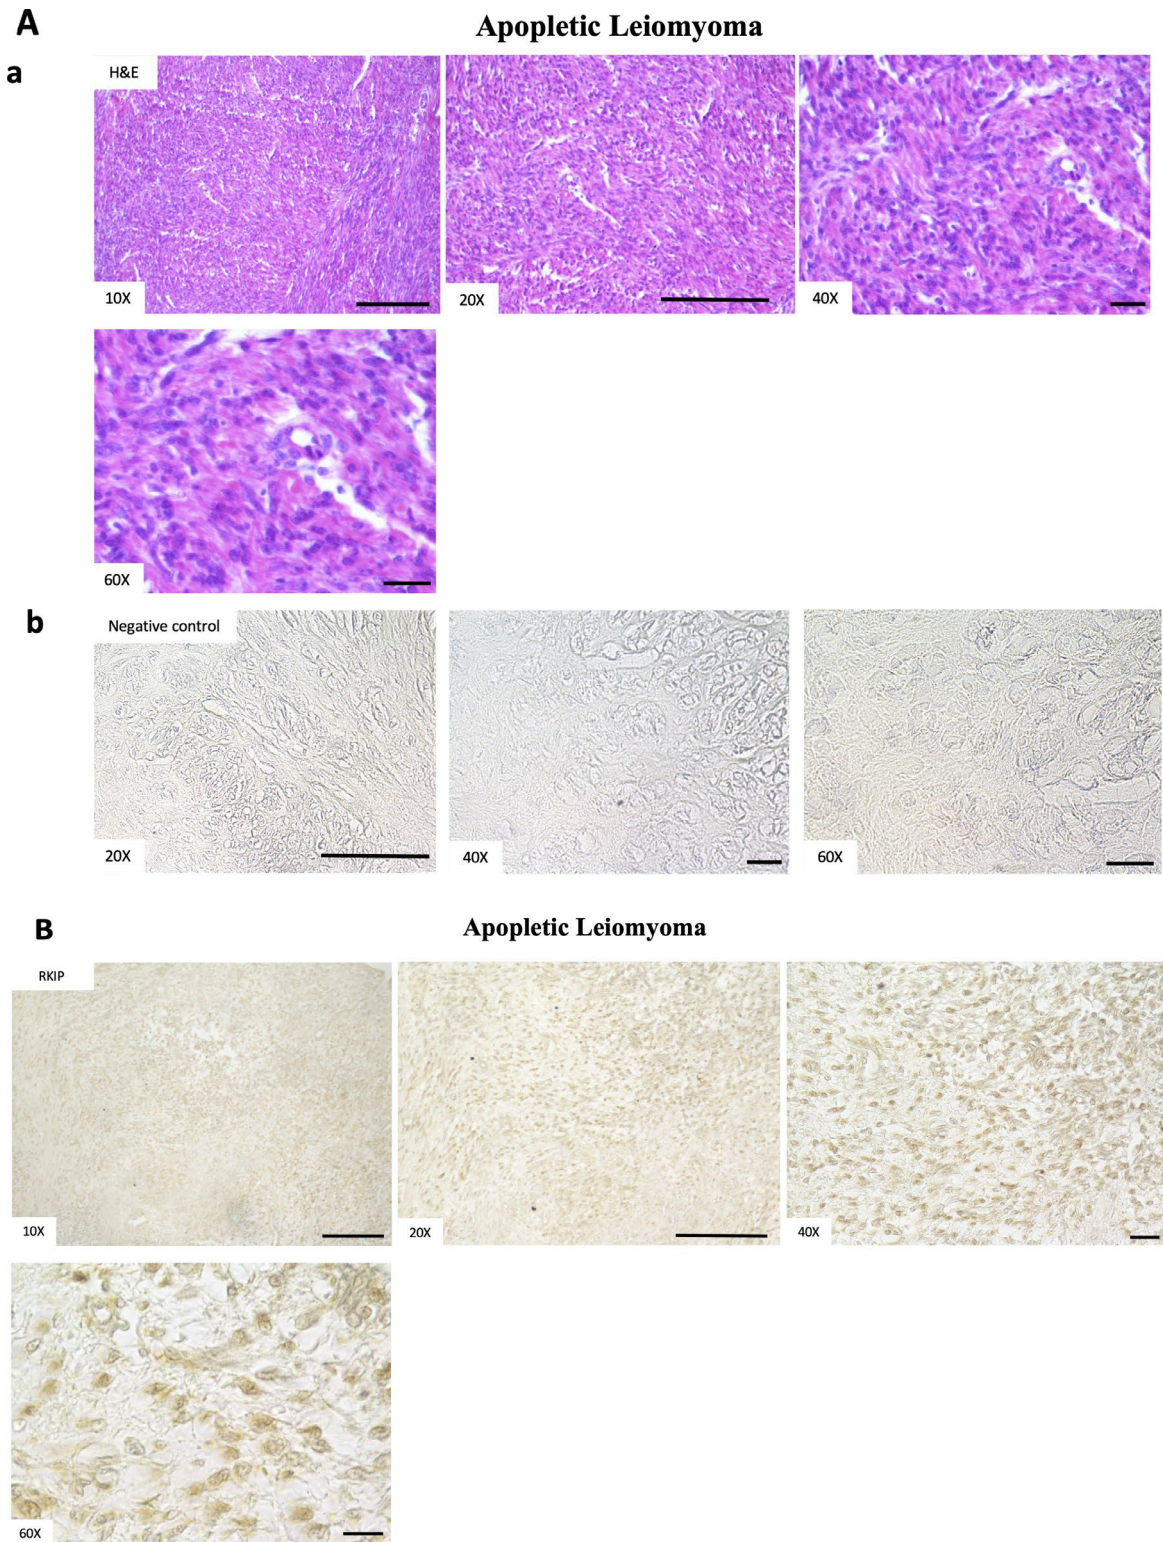 A
Apopletic Leiomyoma
a
H&E
10X
20X
40X
60X
b
Negative control
20X
40X
60X
B
Apopletic Leiomyoma
RKIP
10X
20X
40X
60X